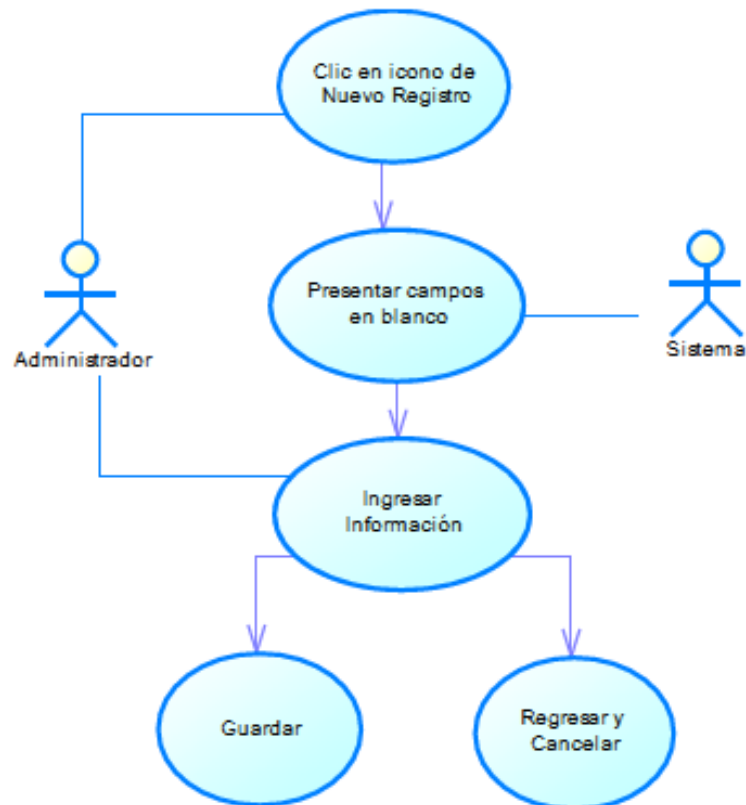 Clic en icono de
Nuevo Registro
Presentar campos
en blanco
Administrador
Sistema
Ingresar
Información
Guardar
Regresar y
Cancelar